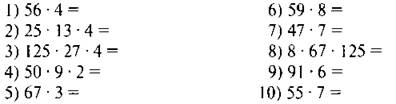 1) 56 · 4 =
2) 25 · 13 · 4 =
3) 125 · 27 · 4 =
4) 50 · 9 · 2 =
5) 67 · 3 =
6) 59 · 8 =
7) 47 · 7 =
8) 8 · 67 · 125 =
9) 91 · 6 =
10) 55 · 7 =